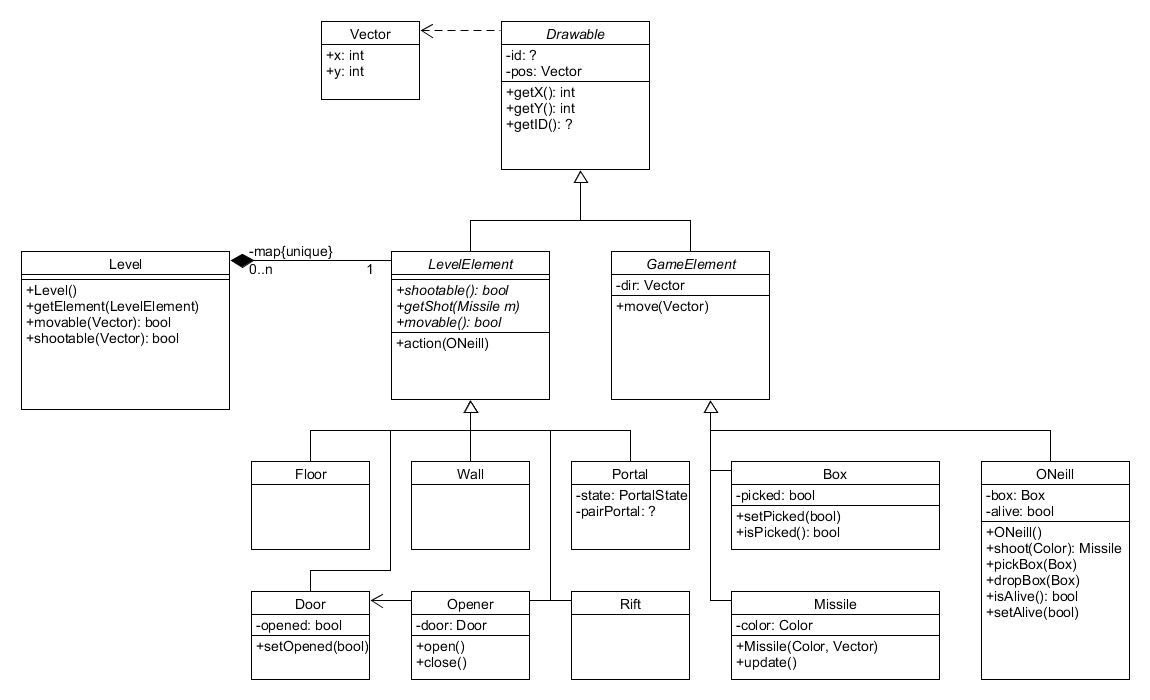 Vector
+x: int
+y: int
Drawable
-id: ?
-pos: Vector
+getX(): int
+getY(): int
+getID(): ?
Level
+Level()
+getElement(LevelElement)
+movable(Vector): bool
+shootable(Vector): bool
-map{unique}
0..n
1
LevelElement
+shootable(): bool
+getShot(Missile m)
+movable(): bool
+action(ONeill)
GameElement
-dir: Vector
+move(Vector)
Floor
Wall
Portal
-state: PortalState
-pairPortal: ?
Box
-picked: bool
+setPicked(bool)
+isPicked(): bool
ONeill
-box: Box
-alive: bool
+ONeill()
+shoot(Color): Missile
+pickBox(Box)
+dropBox(Box)
+isAlive(): bool
+setAlive(bool)
Door
-opened: bool
+setOpened(bool)
Opener
-door: Door
+open()
+close()
Rift
Missile
-color: Color
+Missile(Color, Vector)
+update()